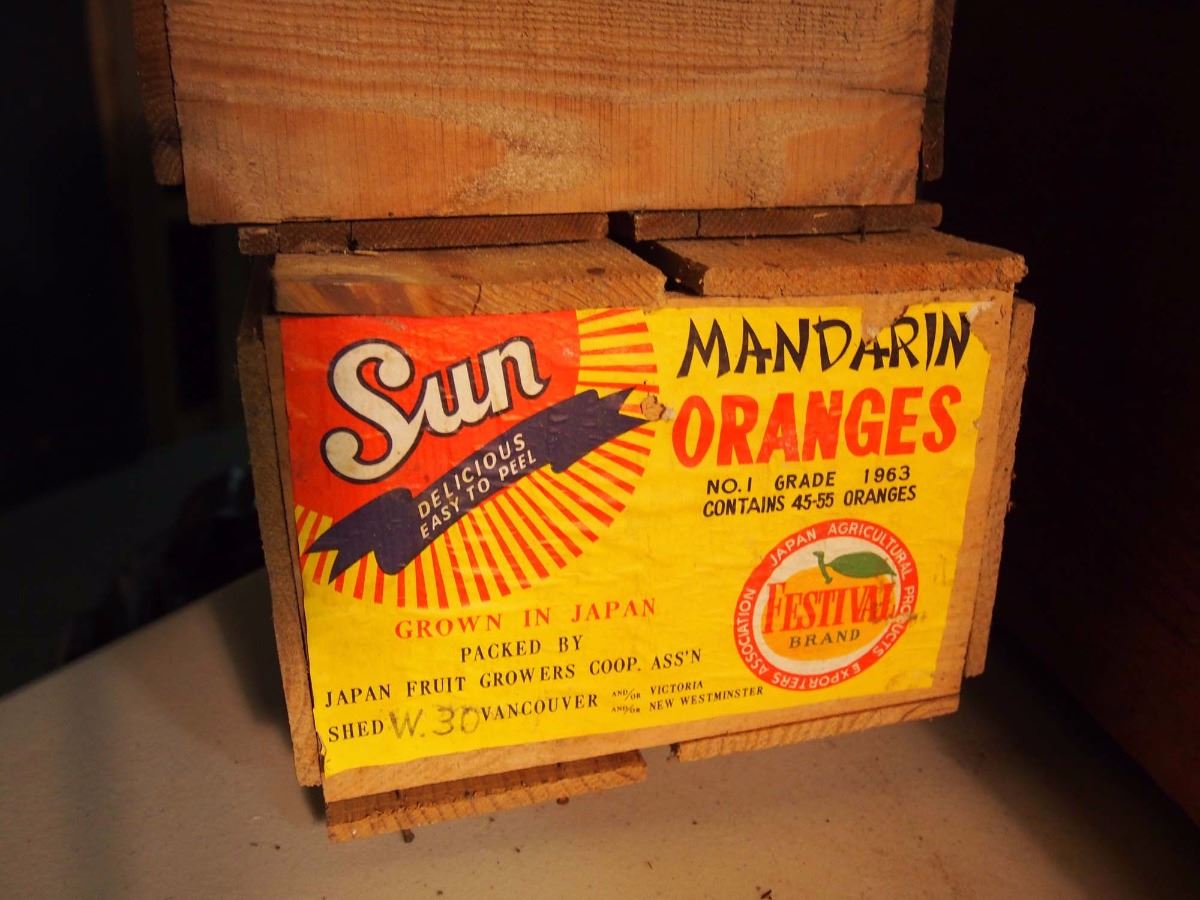 Sun
DELICIOUS
EASY TO PEEL
MANDARIN
ORANGES
NO.1 GRADE 1963
CONTAINS 45-55 ORANGES
JAPAN AGRICULTURAL PRODUCTS EXPORTERS ASSOCIATION
FESTIVAL
BRAND
GROWN IN JAPAN
PACKED BY
JAPAN FRUIT GROWERS COOP. ASS'N
SHED W. 30 VANCOUVER AND/OR VICTORIA
AND/OR NEW WESTMINSTER